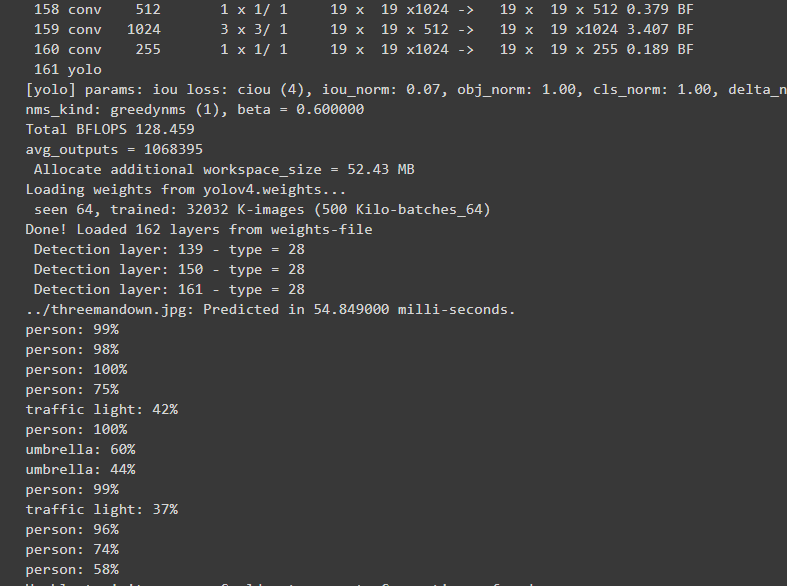 158 conv    512       1 x 1/ 1     19 x  19 x1024 ->   19 x  19 x 512 0.379 BF
159 conv   1024       3 x 3/ 1     19 x  19 x 512 ->   19 x  19 x1024 3.407 BF
160 conv    255       1 x 1/ 1     19 x  19 x1024 ->   19 x  19 x 255 0.189 BF
161 yolo
[yolo] params: iou loss: ciou (4), iou_norm: 0.07, obj_norm: 1.00, cls_norm: 1.00, delta_n
nms_kind: greedynms (1), beta = 0.600000
Total BFLOPS 128.459
avg_outputs = 1068395
Allocate additional workspace_size = 52.43 MB
Loading weights from yolov4.weights...
seen 64, trained: 32032 K-images (500 Kilo-batches_64)
Done! Loaded 162 layers from weights-file
Detection layer: 139 - type = 28
Detection layer: 150 - type = 28
Detection layer: 161 - type = 28
../threemandown.jpg: Predicted in 54.849000 milli-seconds.
person: 99%
person: 98%
person: 100%
person: 75%
traffic light: 42%
person: 100%
umbrella: 60%
umbrella: 44%
person: 99%
traffic light: 37%
person: 96%
person: 74%
person: 58%